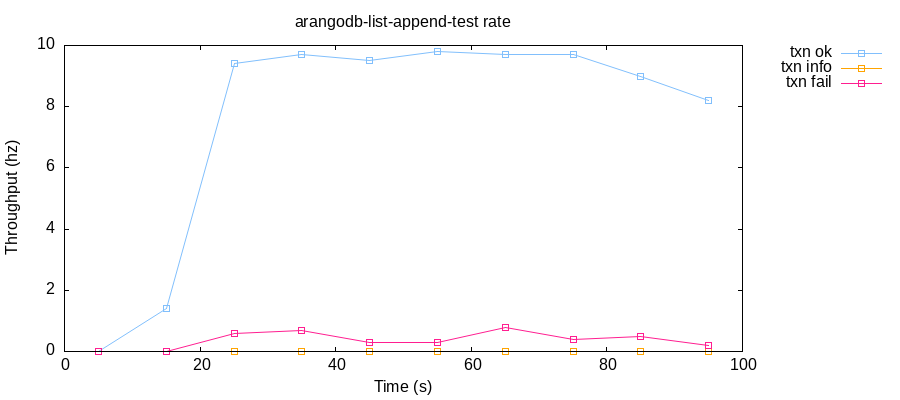 arangodb-list-append-test rate
txn ok
txn info
txn fail
Throughput (hz)
10
8
6
4
2
0
0 20 40 60 80 100
Time (s)